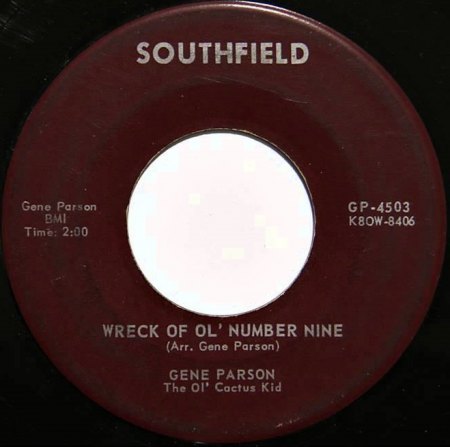 SOUTHFIELD
Gene Parson
BMI
Time: 2:00
GP-4503
K8OW-8406
WRECK OF OL' NUMBER NINE
(Arr. Gene Parson)
GENE PARSON
The Ol' Cactus Kid